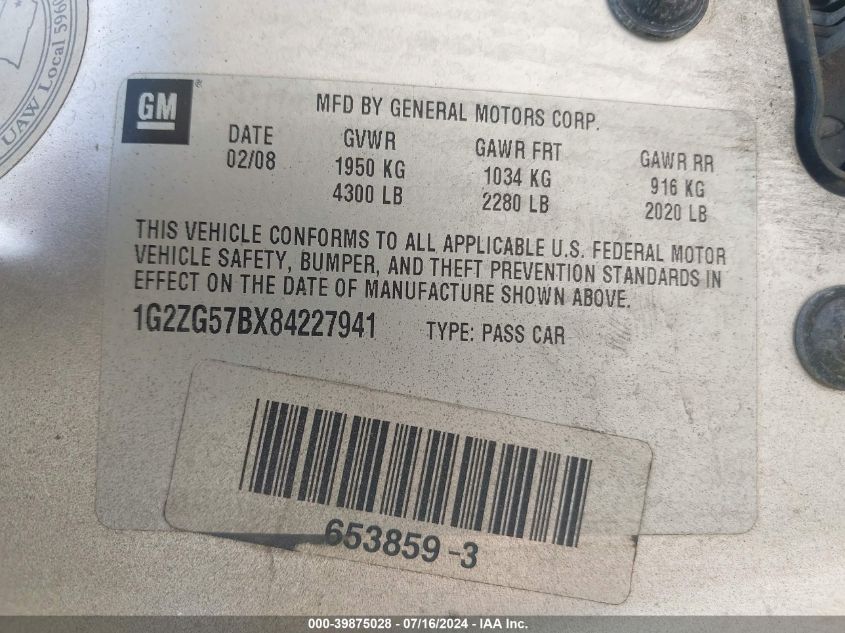 UAW Local 5960
GM
MFD BY GENERAL MOTORS CORP.
DATE GVWR GAWR FRT GAWR RR
02/08 1950 KG 1034 KG 916 KG
4300 LB 2280 LB 2020 LB
THIS VEHICLE CONFORMS TO ALL APPLICABLE U.S. FEDERAL MOTOR
VEHICLE SAFETY, BUMPER, AND THEFT PREVENTION STANDARDS IN
EFFECT ON THE DATE OF MANUFACTURE SHOWN ABOVE.
1G2ZG57BX84227941 TYPE: PASS CAR
653859-3
000-39875028 - 07/16/2024 - IAA Inc.